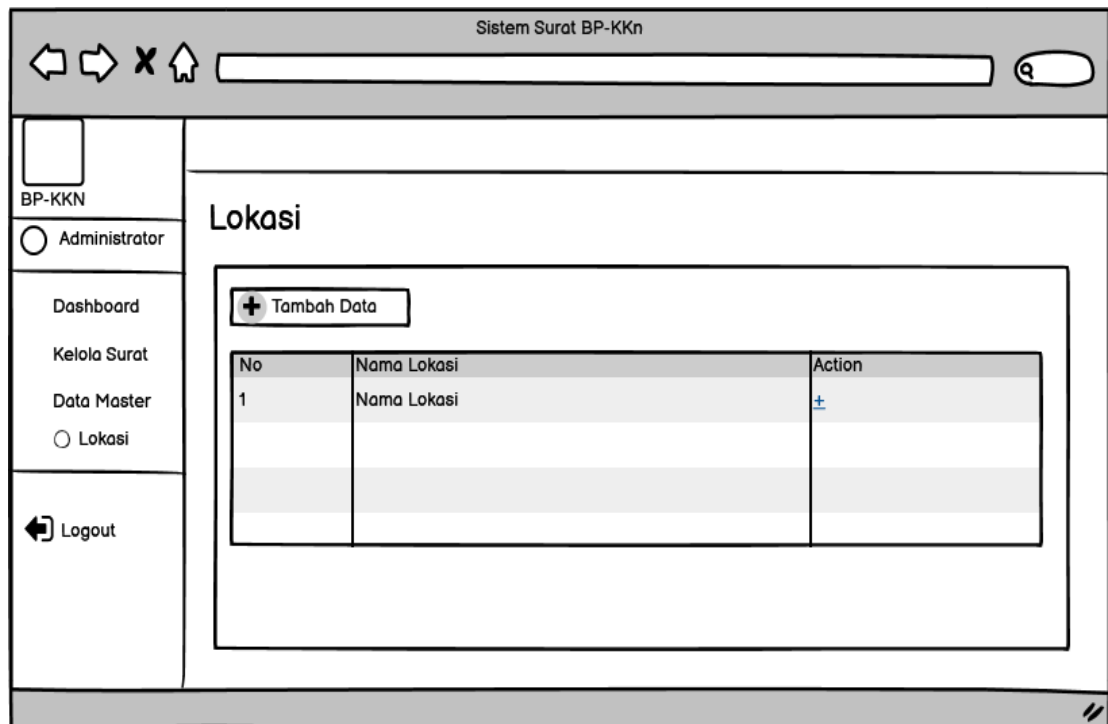 Sistem Surat BP-KKn
BP-KKN
Administrator
Dashboard
Kelola Surat
Data Master
Lokasi
Logout
Lokasi
Tambah Data
No Nama Lokasi Action
1 Nama Lokasi +